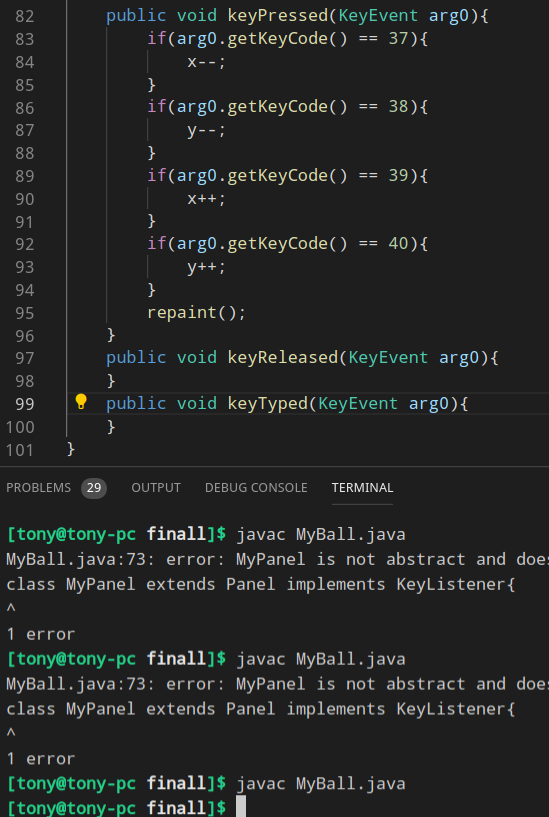 82 public void keyPressed(KeyEvent arg0){
83 if(arg0.getKeyCode() == 37){
84 x--;
85 }
86 if(arg0.getKeyCode() == 38){
87 y--;
88 }
89 if(arg0.getKeyCode() == 39){
90 x++;
91 }
92 if(arg0.getKeyCode() == 40){
93 y++;
94 }
95 repaint();
96 }
97 public void keyReleased(KeyEvent arg0){
98 }
99 public void keyTyped(KeyEvent arg0){
100 }
101 }
PROBLEMS 29 OUTPUT DEBUG CONSOLE TERMINAL
[tony@tony-pc finall]$ javac MyBall.java
MyBall.java:73: error: MyPanel is not abstract and does
class MyPanel extends Panel implements KeyListener{
^
1 error
[tony@tony-pc finall]$ javac MyBall.java
MyBall.java:73: error: MyPanel is not abstract and does
class MyPanel extends Panel implements KeyListener{
^
1 error
[tony@tony-pc finall]$ javac MyBall.java
[tony@tony-pc finall]$